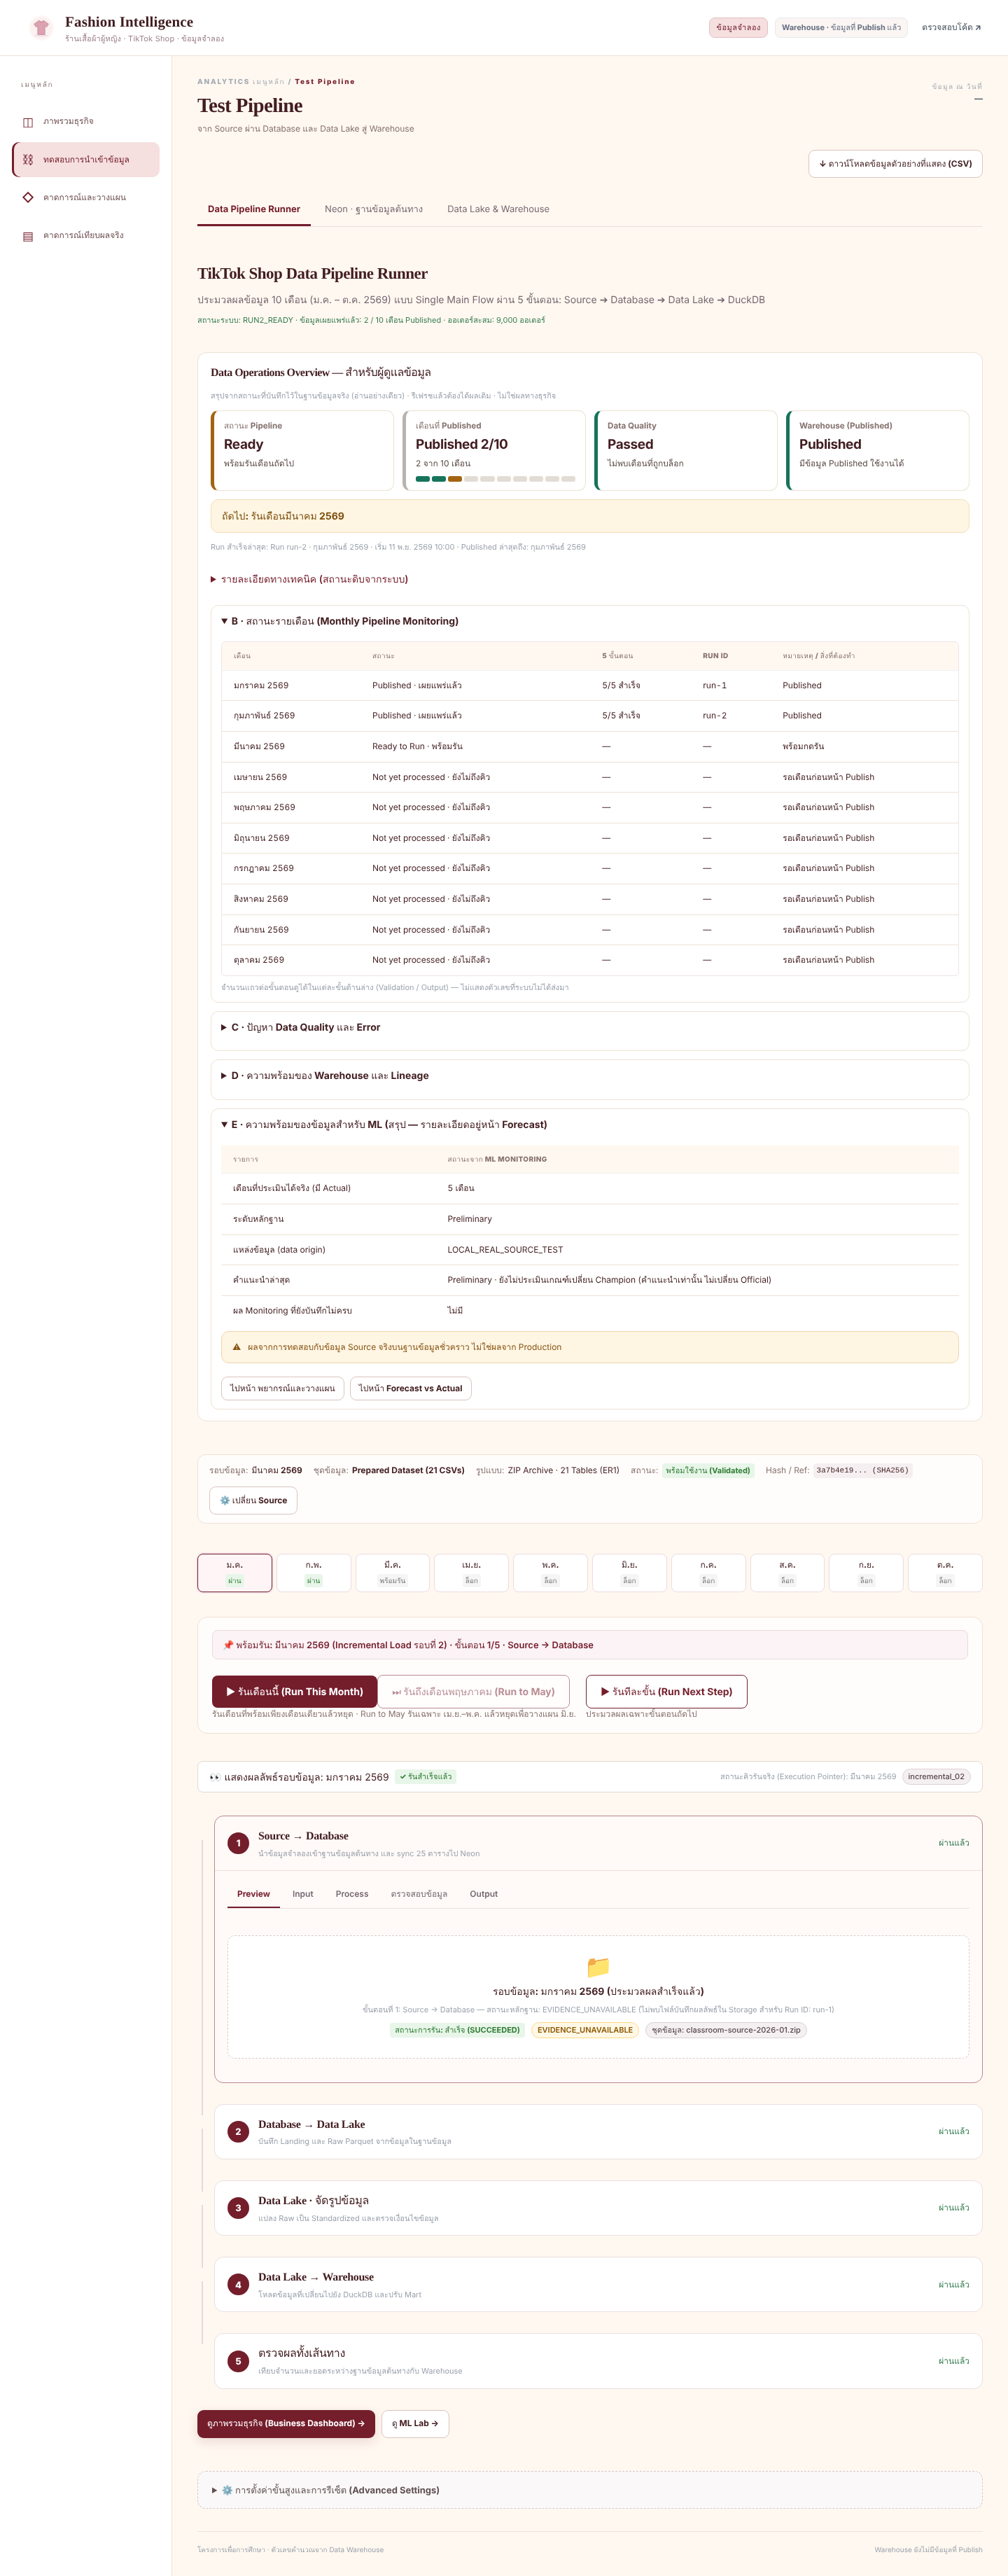 Fashion Intelligence
ร้านเสื้อผ้าผู้หญิง · TikTok Shop · ข้อมูลจำลอง
ข้อมูลจำลอง
Warehouse · ข้อมูลที่ Publish แล้ว
ตรวจสอบโค้ด ↗
เมนูหลัก
ภาพรวมธุรกิจ
ทดสอบการนำเข้าข้อมูล
คาดการณ์และวางแผน
คาดการณ์เทียบผลจริง
ANALYTICS เมนูหลัก / Test Pipeline
Test Pipeline
จาก Source ผ่าน Database และ Data Lake สู่ Warehouse
ข้อมูล ณ วันที่
—
↓ ดาวน์โหลดข้อมูลตัวอย่างที่แสดง (CSV)
Data Pipeline Runner
Neon · ฐานข้อมูลต้นทาง
Data Lake & Warehouse
TikTok Shop Data Pipeline Runner
ประมวลผลข้อมูล 10 เดือน (ม.ค. – ต.ค. 2569) แบบ Single Main Flow ผ่าน 5 ขั้นตอน: Source → Database → Data Lake → DuckDB
สถานะระบบ: RUN2_READY · ข้อมูลเผยแพร่แล้ว: 2 / 10 เดือน Published · ออเดอร์สะสม: 9,000 ออเดอร์
Data Operations Overview — สำหรับผู้ดูแลข้อมูล
สรุปจากสถานะที่บันทึกไว้ในฐานข้อมูลจริง (อ่านอย่างเดียว) · รีเฟรชแล้วต้องได้ผลเดิม · ไม่ใช่ผลทางธุรกิจ
สถานะ Pipeline
Ready
พร้อมรันเดือนถัดไป
เดือนที่ Published
Published 2/10
2 จาก 10 เดือน
Data Quality
Passed
ไม่พบเดือนที่ถูกบล็อก
Warehouse (Published)
Published
มีข้อมูล Published ใช้งานได้
ถัดไป: รันเดือนมีนาคม 2569
Run สำเร็จล่าสุด: Run run-2 · กุมภาพันธ์ 2569 · เริ่ม 11 พ.ย. 2569 10:00 · Published ล่าสุดถึง: กุมภาพันธ์ 2569
▶ รายละเอียดทางเทคนิค (สถานะดิบจากระบบ)
▼ B · สถานะรายเดือน (Monthly Pipeline Monitoring)
เดือน สถานะ 5 ขั้นตอน RUN ID หมายเหตุ / สิ่งที่ต้องทำ
มกราคม 2569 Published · เผยแพร่แล้ว 5/5 สำเร็จ run-1 Published
กุมภาพันธ์ 2569 Published · เผยแพร่แล้ว 5/5 สำเร็จ run-2 Published
มีนาคม 2569 Ready to Run · พร้อมรัน — — พร้อมกดรัน
เมษายน 2569 Not yet processed · ยังไม่ถึงคิว — — รอเดือนก่อนหน้า Publish
พฤษภาคม 2569 Not yet processed · ยังไม่ถึงคิว — — รอเดือนก่อนหน้า Publish
มิถุนายน 2569 Not yet processed · ยังไม่ถึงคิว — — รอเดือนก่อนหน้า Publish
กรกฎาคม 2569 Not yet processed · ยังไม่ถึงคิว — — รอเดือนก่อนหน้า Publish
สิงหาคม 2569 Not yet processed · ยังไม่ถึงคิว — — รอเดือนก่อนหน้า Publish
กันยายน 2569 Not yet processed · ยังไม่ถึงคิว — — รอเดือนก่อนหน้า Publish
ตุลาคม 2569 Not yet processed · ยังไม่ถึงคิว — — รอเดือนก่อนหน้า Publish
จำนวนแถวต่อขั้นตอนดูได้ในแต่ละขั้นด้านล่าง (Validation / Output) — ไม่แสดงตัวเลขที่ระบบไม่ได้ส่งมา
▶ C · ปัญหา Data Quality และ Error
▶ D · ความพร้อมของ Warehouse และ Lineage
▼ E · ความพร้อมของข้อมูลสำหรับ ML (สรุป — รายละเอียดอยู่หน้า Forecast)
รายการ สถานะจาก ML MONITORING
เดือนที่ประเมินได้จริง (มี Actual) 5 เดือน
ระดับหลักฐาน Preliminary
แหล่งข้อมูล (data origin) LOCAL_REAL_SOURCE_TEST
คำแนะนำล่าสุด Preliminary · ยังไม่ประเมินเกณฑ์เปลี่ยน Champion (คำแนะนำเท่านั้น ไม่เปลี่ยน Official)
ผล Monitoring ที่ยังบันทึกไม่ครบ ไม่มี
⚠ ผลจากการทดสอบกับข้อมูล Source จริงบนฐานข้อมูลชั่วคราว ไม่ใช่ผลจาก Production
ไปหน้า พยากรณ์และวางแผน
ไปหน้า Forecast vs Actual
รอบข้อมูล: มีนาคม 2569 ชุดข้อมูล: Prepared Dataset (21 CSVs) รูปแบบ: ZIP Archive · 21 Tables (ER1) สถานะ: พร้อมใช้งาน (Validated) Hash / Ref: 3a7b4e19... (SHA256)
⚙️ เปลี่ยน Source
ม.ค. ก.พ. มี.ค. เม.ย. พ.ค. มิ.ย. ก.ค. ส.ค. ก.ย. ต.ค.
ผ่าน ผ่าน พร้อมรัน ล็อก ล็อก ล็อก ล็อก ล็อก ล็อก ล็อก
📌 พร้อมรัน: มีนาคม 2569 (Incremental Load รอบที่ 2) · ขั้นตอน 1/5 · Source → Database
▶ รันเดือนนี้ (Run This Month)
⏭ รันถึงเดือนพฤษภาคม (Run to May)
▶ รันทีละขั้น (Run Next Step)
รันเดือนที่พร้อมเพียงเดือนเดียวแล้วหยุด · Run to May รันเฉพาะ เม.ย.–พ.ค. แล้วหยุดเพื่อวางแผน มิ.ย.
ประมวลผลเฉพาะขั้นตอนถัดไป
👀 แสดงผลลัพธ์รอบข้อมูล: มกราคม 2569 ✓ รันสำเร็จแล้ว
สถานะคิวรันจริง (Execution Pointer): มีนาคม 2569 incremental_02
1 Source → Database
นำข้อมูลจำลองเข้าฐานข้อมูลต้นทาง และ sync 25 ตารางไป Neon
ผ่านแล้ว
Preview Input Process ตรวจสอบข้อมูล Output
📁
รอบข้อมูล: มกราคม 2569 (ประมวลผลสำเร็จแล้ว)
ขั้นตอนที่ 1: Source → Database — สถานะหลักฐาน: EVIDENCE_UNAVAILABLE (ไม่พบไฟล์บันทึกผลลัพธ์ใน Storage สำหรับ Run ID: run-1)
สถานะการรัน: สำเร็จ (SUCCEEDED)
EVIDENCE_UNAVAILABLE
ชุดข้อมูล: classroom-source-2026-01.zip
2 Database → Data Lake
บันทึก Landing และ Raw Parquet จากข้อมูลในฐานข้อมูล
ผ่านแล้ว
3 Data Lake · จัดรูปข้อมูล
แปลง Raw เป็น Standardized และตรวจเงื่อนไขข้อมูล
ผ่านแล้ว
4 Data Lake → Warehouse
โหลดข้อมูลที่เปลี่ยนไปยัง DuckDB และปรับ Mart
ผ่านแล้ว
5 ตรวจผลทั้งเส้นทาง
เทียบจำนวนและยอดระหว่างฐานข้อมูลต้นทางกับ Warehouse
ผ่านแล้ว
ดูภาพรวมธุรกิจ (Business Dashboard) →
ดู ML Lab →
▶ ⚙️ การตั้งค่าขั้นสูงและการรีเซ็ต (Advanced Settings)
โครงการเพื่อการศึกษา · ตัวเลขคำนวณจาก Data Warehouse
Warehouse ยังไม่มีข้อมูลที่ Publish